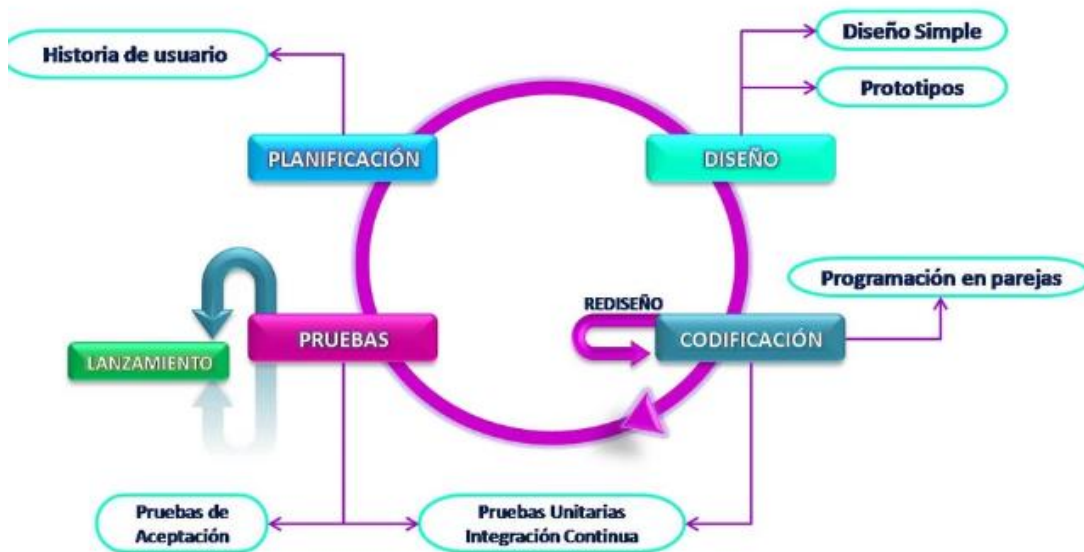 Diseño Simple
Historia de usuario
Prototipos
PLANIFICACIÓN
DISEÑO
Programación en parejas
REDISEÑO
PRUEBAS
CODIFICACIÓN
LANZAMIENTO
Pruebas de
Aceptación
Pruebas Unitarias
Integración Continua